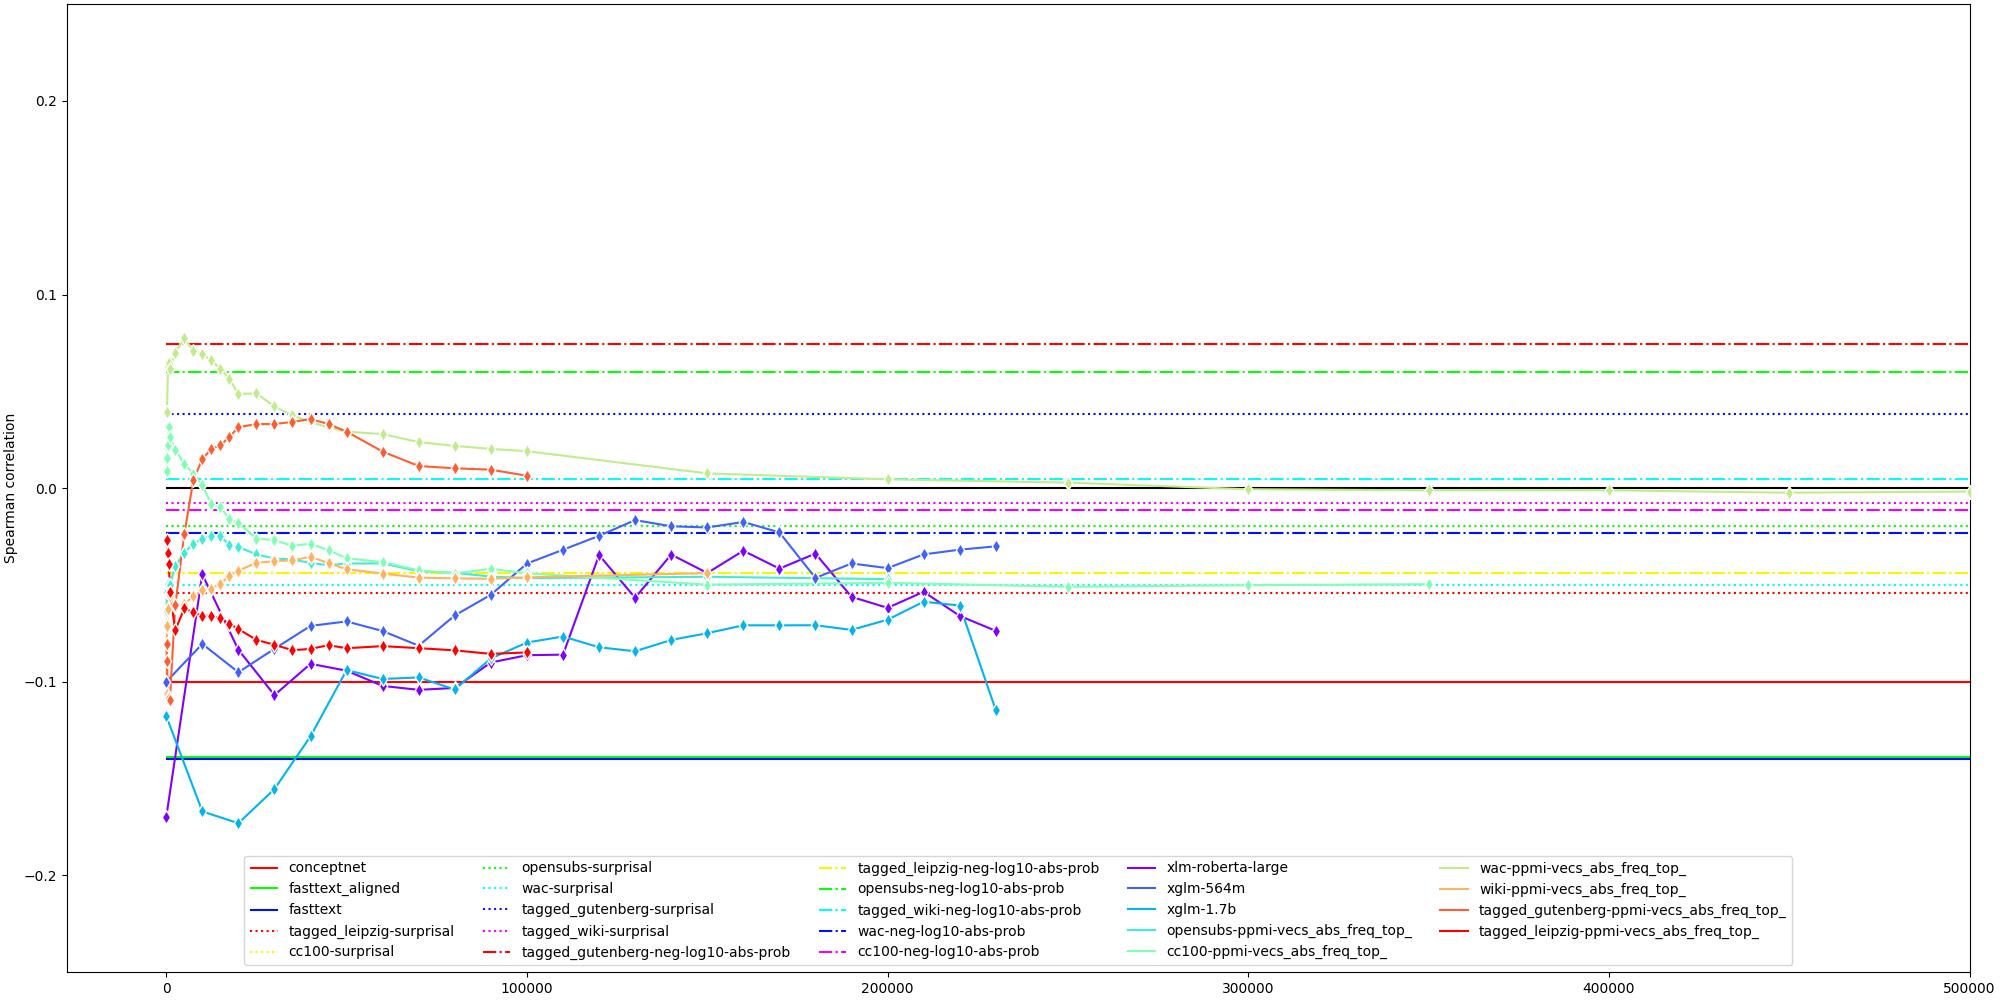 0.2
0.1
0.0
−0.1
−0.2
Spearman correlation
0
100000
200000
300000
400000
500000
conceptnet
fasttext_aligned
fasttext
tagged_leipzig-surprisal
cc100-surprisal
opensubs-surprisal
wac-surprisal
tagged_gutenberg-surprisal
tagged_wiki-surprisal
tagged_gutenberg-neg-log10-abs-prob
tagged_leipzig-neg-log10-abs-prob
opensubs-neg-log10-abs-prob
tagged_wiki-neg-log10-abs-prob
wac-neg-log10-abs-prob
cc100-neg-log10-abs-prob
xlm-roberta-large
xglm-564m
xglm-1.7b
opensubs-ppmi-vecs_abs_freq_top_
cc100-ppmi-vecs_abs_freq_top_
wac-ppmi-vecs_abs_freq_top_
wiki-ppmi-vecs_abs_freq_top_
tagged_gutenberg-ppmi-vecs_abs_freq_top_
tagged_leipzig-ppmi-vecs_abs_freq_top_